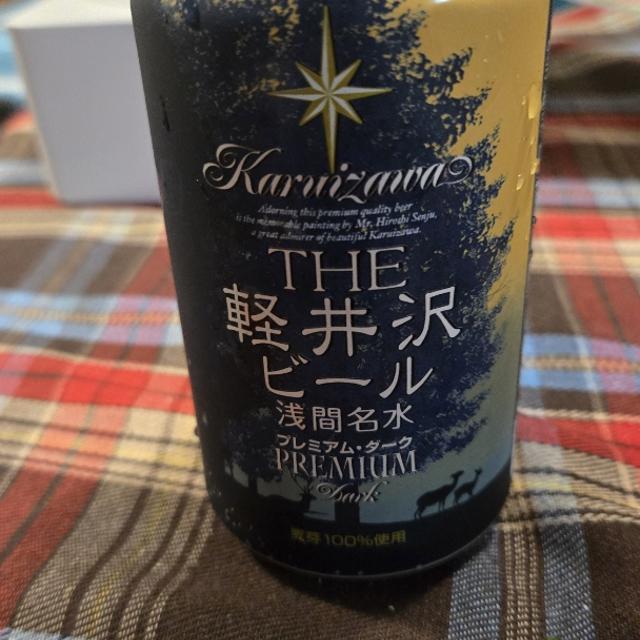 Karuizawa
Adorning this premium quality beer
is the memorable painting by Mr. Hiroshi Senju,
a great admirer of beautiful Karuizawa.
THE
軽井沢
ビール
浅間名水
プレミアム・ダーク
PREMIUM
Dark
麦芽100%使用